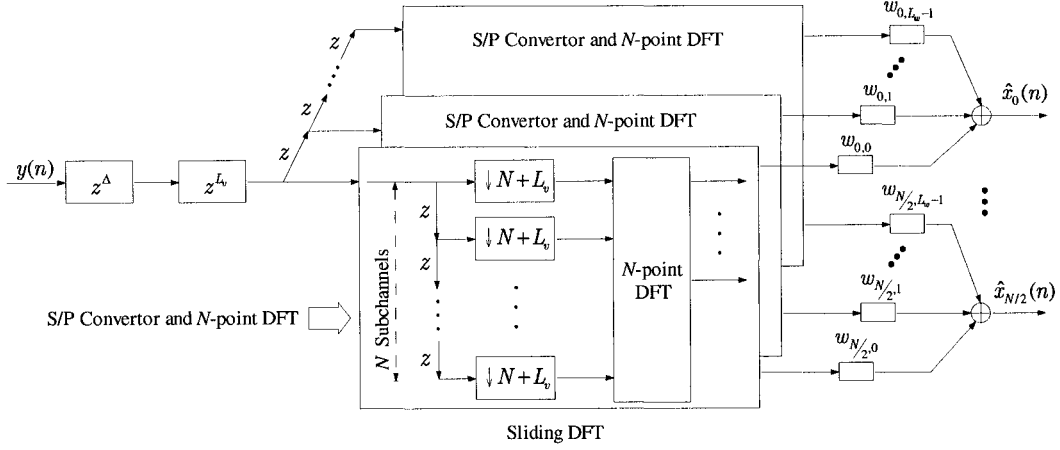 S/P Convertor and N-point DFT
S/P Convertor and N-point DFT
y(n)
z^Δ
z^{L_v}
z
z
z
↓ N + L_v
z
↓ N + L_v
z
z
↓ N + L_v
N Subchannels
N-point
DFT
S/P Convertor and N-point DFT
Sliding DFT
w_{0,L_w−1}
w_{0,1}
w_{0,0}
x̂_0(n)
w_{N/2,L_w−1}
w_{N/2,1}
w_{N/2,0}
x̂_{N/2}(n)